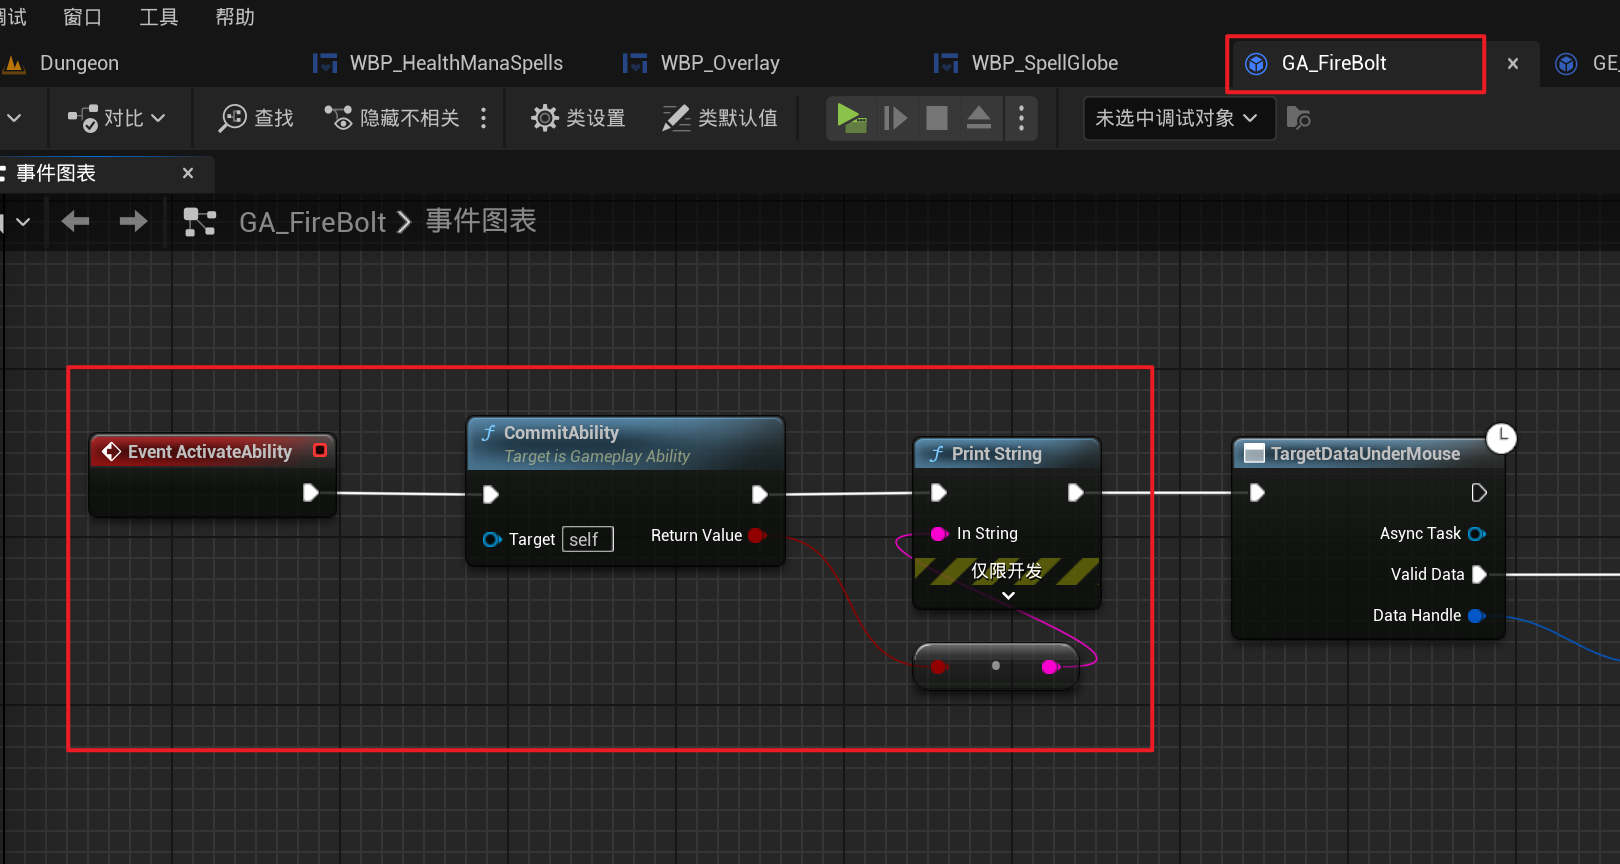 调试 窗口 工具 帮助
Dungeon WBP_HealthManaSpells WBP_Overlay WBP_SpellGlobe GA_FireBolt GE_
对比 查找 隐藏不相关 类设置 类默认值 未选中调试对象
事件图表
GA_FireBolt 事件图表
Event ActivateAbility
CommitAbility
Target is Gameplay Ability
Target self
Return Value
Print String
In String
仅限开发
TargetDataUnderMouse
Async Task
Valid Data
Data Handle